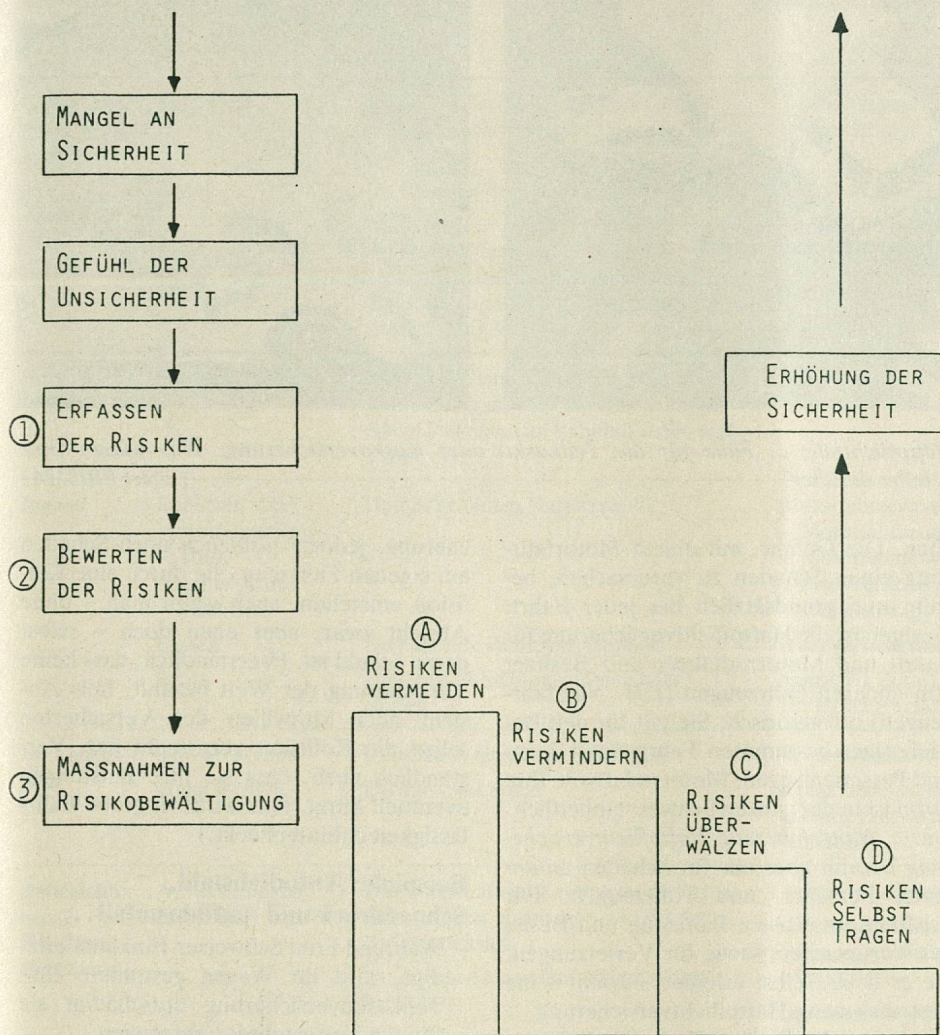 MANGEL AN
SICHERHEIT
GEFÜHL DER
UNSICHERHEIT
① ERFASSEN
DER RISIKEN
② BEWERTEN
DER RISIKEN
③ MASSNAHMEN ZUR
RISIKOBEWÄLTIGUNG
Ⓐ
RISIKEN
VERMEIDEN
Ⓑ
RISIKEN
VERMINDERN
Ⓒ
RISIKEN
ÜBER-
WÄLZEN
Ⓓ
RISIKEN
SELBST
TRAGEN
ERHÖHUNG DER
SICHERHEIT